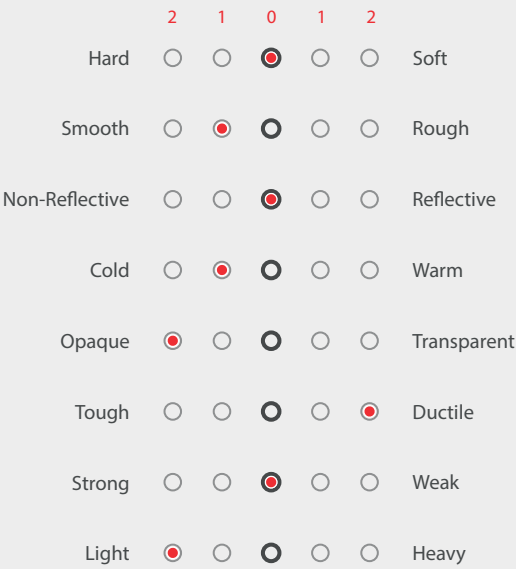 2 1 0 1 2
Hard Soft
Smooth Rough
Non-Reflective Reflective
Cold Warm
Opaque Transparent
Tough Ductile
Strong Weak
Light Heavy